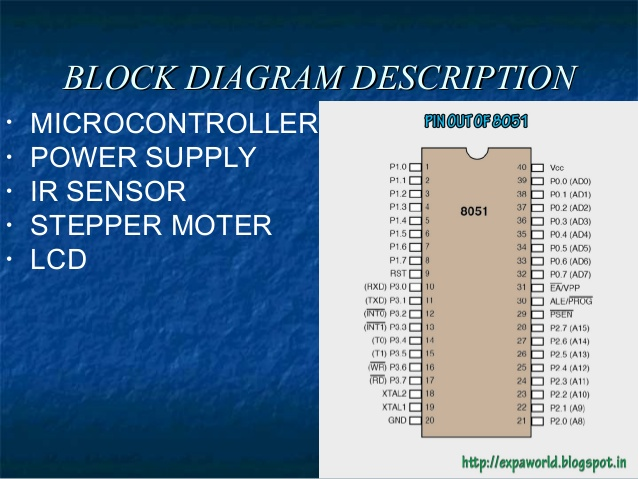 BLOCK DIAGRAM DESCRIPTION
• MICROCONTROLLER
• POWER SUPPLY
• IR SENSOR
• STEPPER MOTER
• LCD
PIN OUT OF 8051
P1.0 1 40 Vcc
P1.1 2 39 P0.0 (AD0)
P1.2 3 38 P0.1 (AD1)
P1.3 4 37 P0.2 (AD2)
8051
P1.4 5 36 P0.3 (AD3)
P1.5 6 35 P0.4 (AD4)
P1.6 7 34 P0.5 (AD5)
P1.7 8 33 P0.6 (AD6)
RST 9 32 P0.7 (AD7)
(RXD) P3.0 10 31 EA/VPP
(TXD) P3.1 11 30 ALE/PROG
(INT0) P3.2 12 29 PSEN
(INT1) P3.3 13 28 P2.7 (A15)
(T0) P3.4 14 27 P2.6 (A14)
(T1) P3.5 15 26 P2.5 (A13)
(WR) P3.6 16 25 P2.4 (A12)
(RD) P3.7 17 24 P2.3 (A11)
XTAL2 18 23 P2.2 (A10)
XTAL1 19 22 P2.1 (A9)
GND 20 21 P2.0 (A8)
http://expaworld.blogspot.in